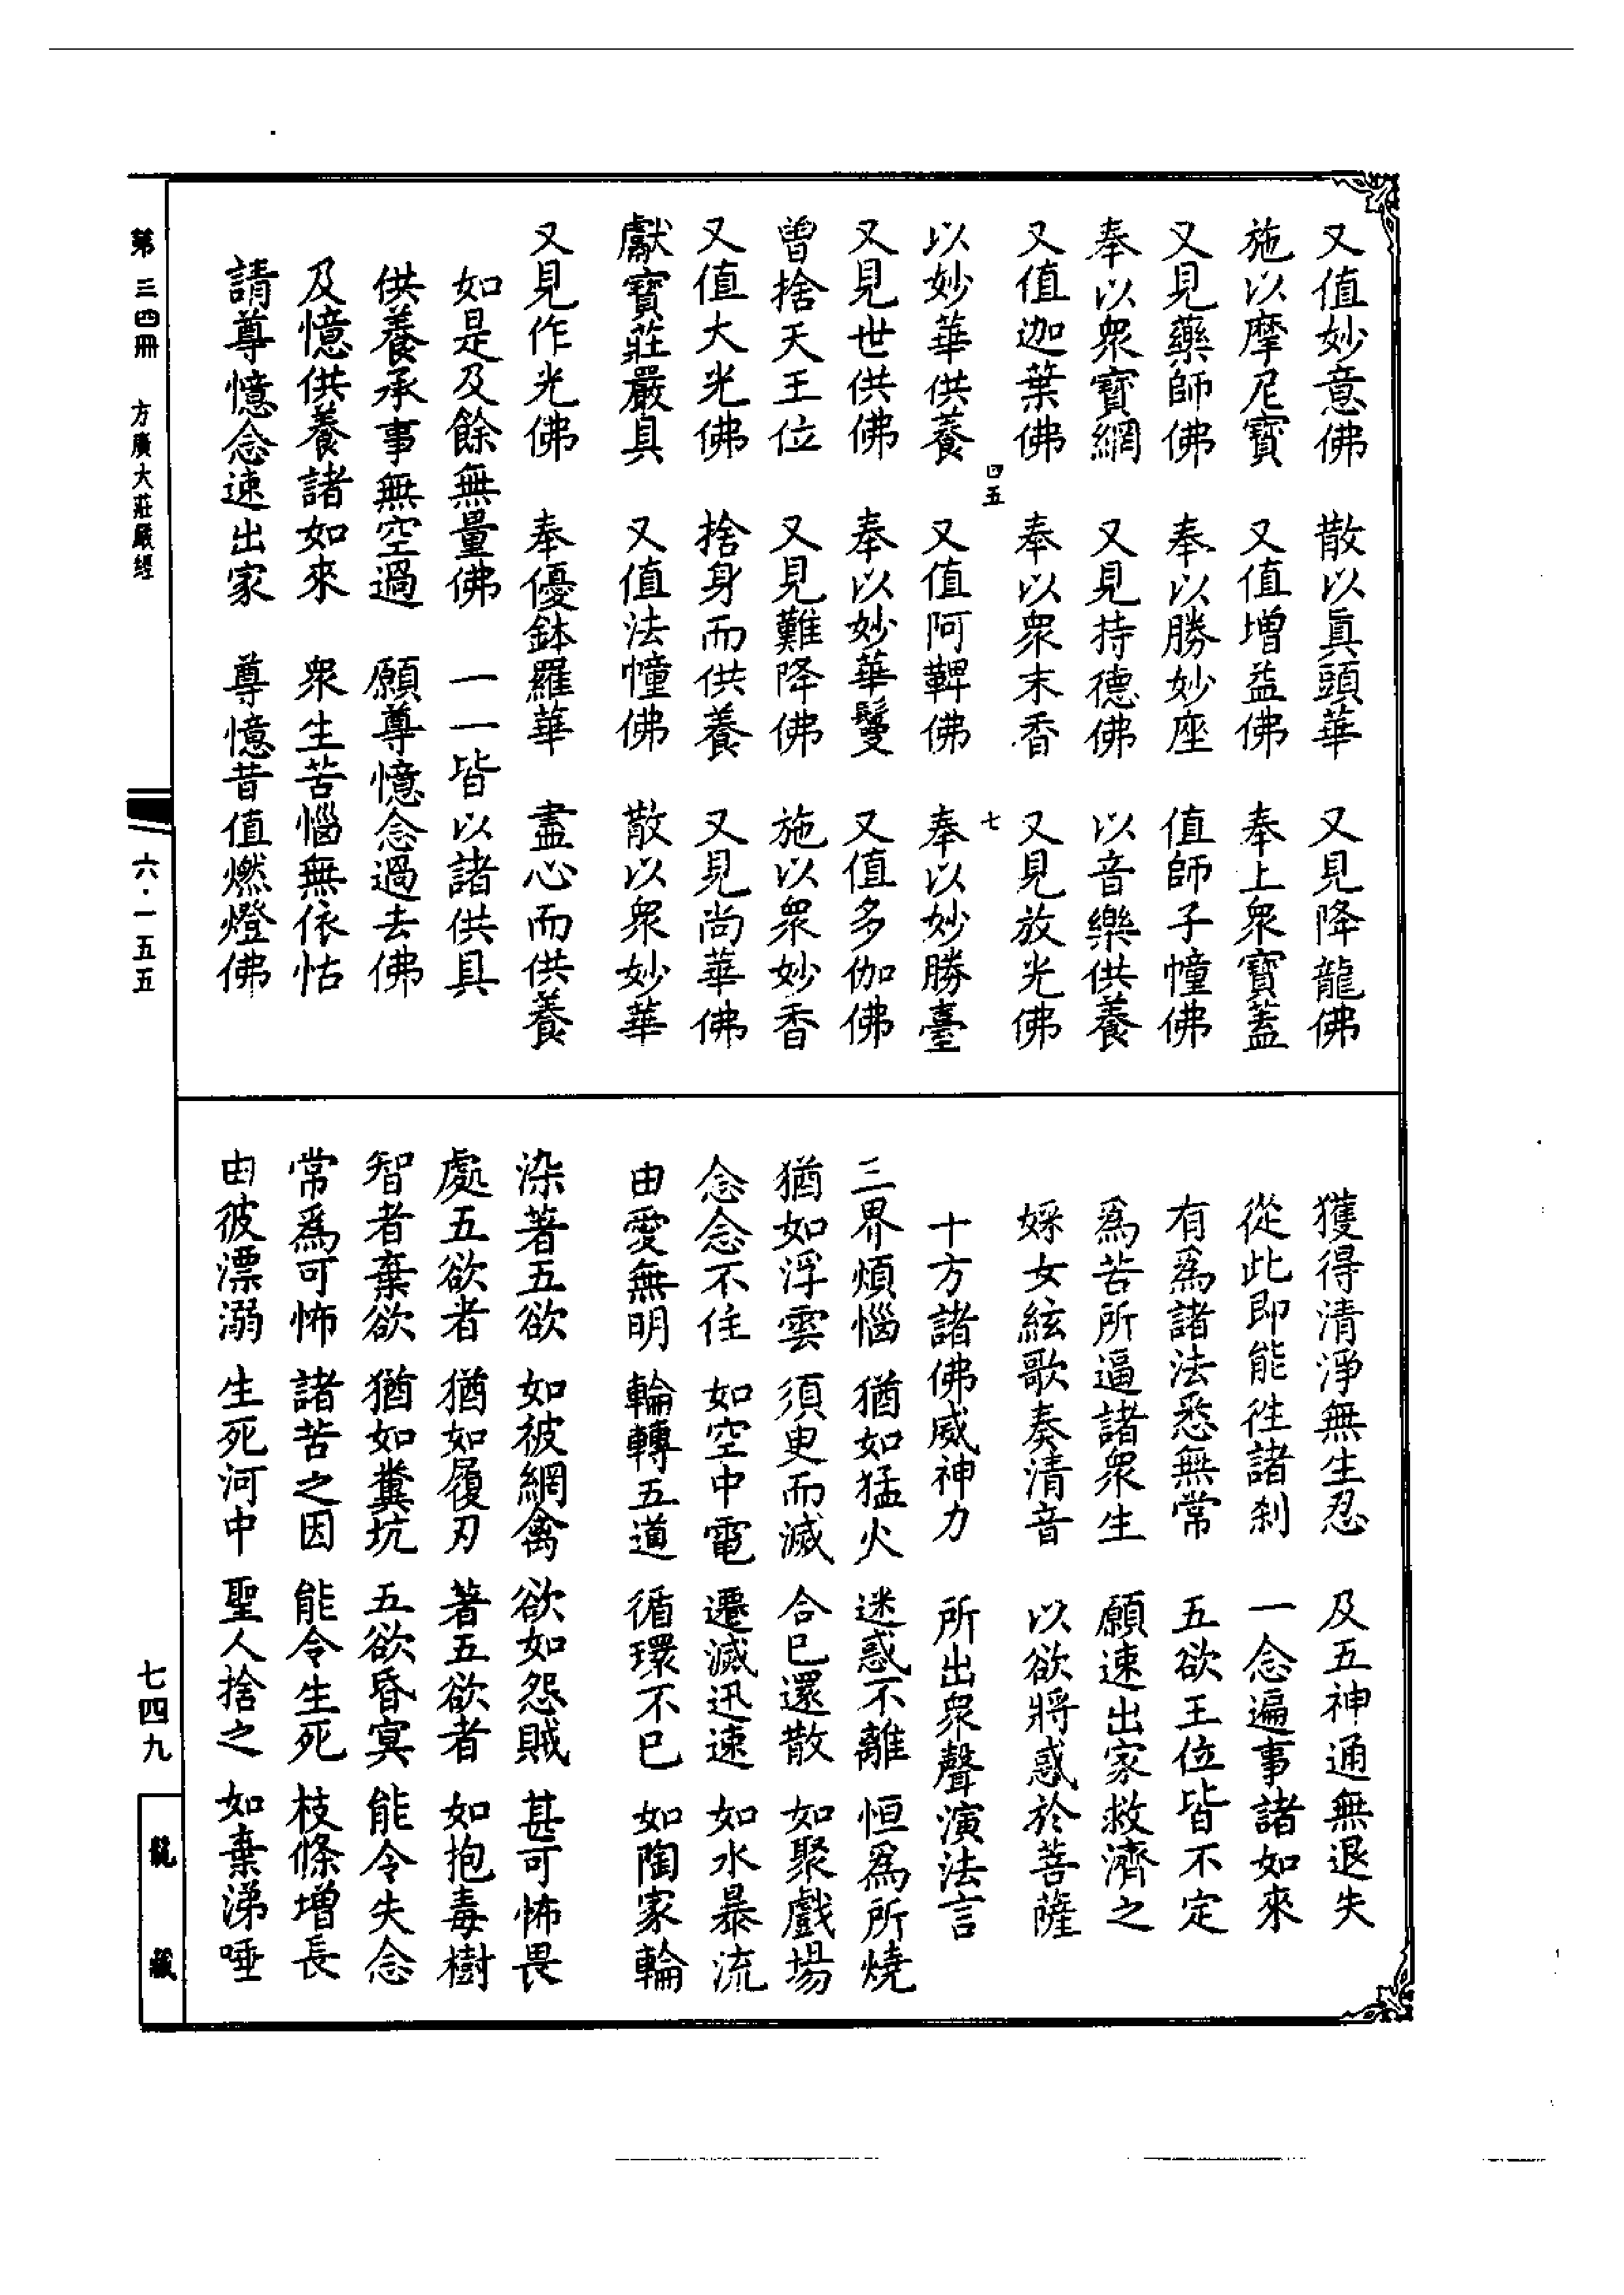 又值妙意佛　散以真頭華　又見降龍佛
施以摩尼寶　又值增益佛　奉上衆寶蓋
又見藥師佛　奉以勝妙座　值師子幢佛
奉以衆寶網　又見持德佛　以音樂供養
又值迦葉佛　奉以衆末香　又見放光佛
四五　七
以妙華供養　又值阿鞞佛　奉以妙勝臺
又見世供佛　奉以妙華鬘　又值多伽佛
曾捨天王位　又見難降佛　施以衆妙香
又值大光佛　捨身而供養　又見尚華佛
獻寶莊嚴具　又值法幢佛　散以衆妙華
又見作光佛　奉優鉢羅華　盡心而供養
如是及餘無量佛　一一皆以諸供具
供養承事無空過　願尊憶念過去佛
及憶供養諸如來　衆生苦惱無依怙
請尊憶念速出家　尊憶昔值燃燈佛
獲得清淨無生忍　及五神通無退失
從此即能往諸刹　一念遍事諸如來
有爲諸法悉無常　五欲王位皆不定
爲苦所逼諸衆生　願速出家救濟之
婇女絃歌奏清音　以欲將惑於菩薩
十方諸佛威神力　所出衆聲演法言
三界煩惱　猶如猛火　迷惑不離　恒爲所燒
猶如浮雲　須臾而滅　合已還散　如聚戲場
念念不住　如空中電　遷滅迅速　如水暴流
由愛無明　輪轉五道　循環不已　如陶家輪
染著五欲　如彼網禽　欲如怨賊　甚可怖畏
處五欲者　猶如履刃　著五欲者　如抱毒樹
智者棄欲　猶如糞坑　五欲昏冥　能令失念
常爲可怖　諸苦之因　能令生死　枝條增長
由彼漂溺　生死河中　聖人捨之　如棄涕唾
第三四冊　方廣大莊嚴經　六·一五五　七四九　龍藏